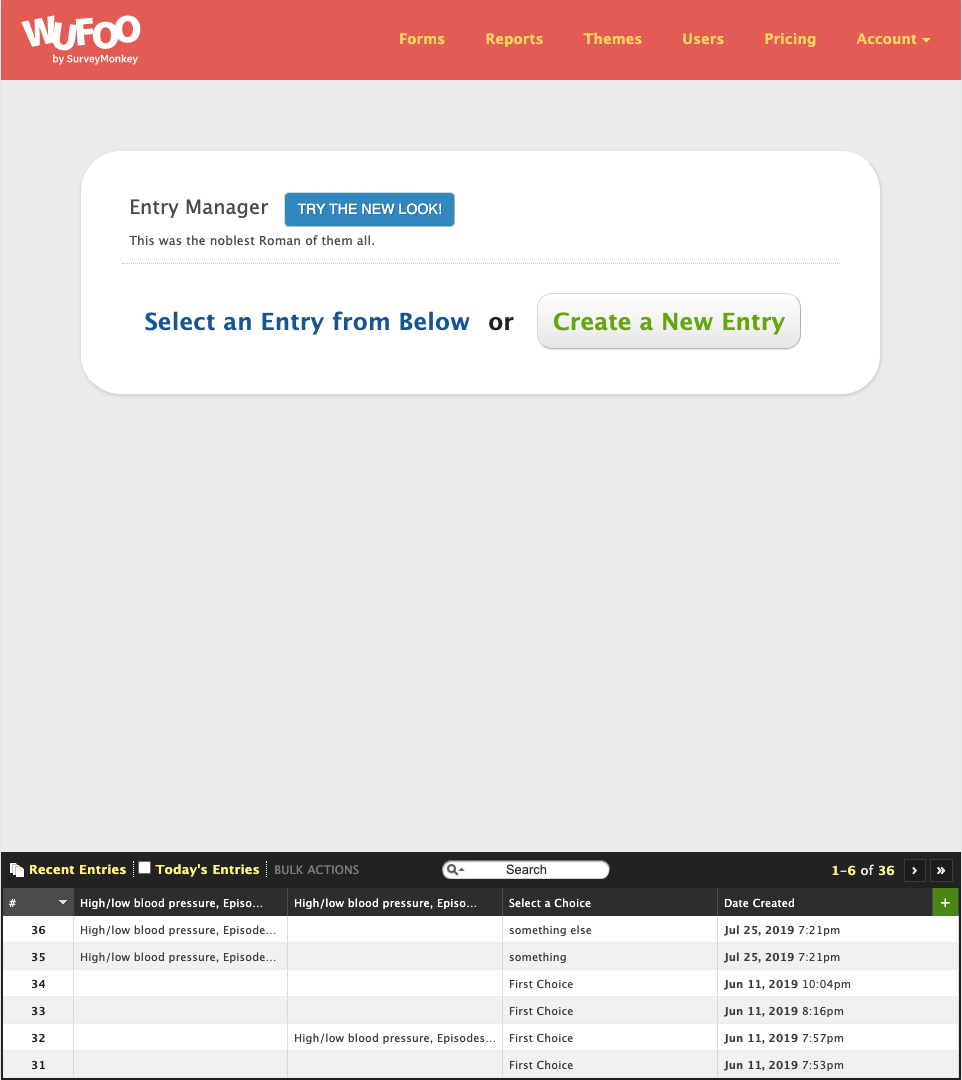 WUFOO
by SurveyMonkey
Forms Reports Themes Users Pricing Account
Entry Manager TRY THE NEW LOOK!
This was the noblest Roman of them all.
Select an Entry from Below or Create a New Entry
Recent Entries Today's Entries BULK ACTIONS Search 1-6 of 36 › »
# High/low blood pressure, Episo... High/low blood pressure, Episo... Select a Choice Date Created +
36 High/low blood pressure, Episode... something else Jul 25, 2019 7:21pm
35 High/low blood pressure, Episode... something Jul 25, 2019 7:21pm
34 First Choice Jun 11, 2019 10:04pm
33 First Choice Jun 11, 2019 8:16pm
32 High/low blood pressure, Episodes... First Choice Jun 11, 2019 7:57pm
31 First Choice Jun 11, 2019 7:53pm